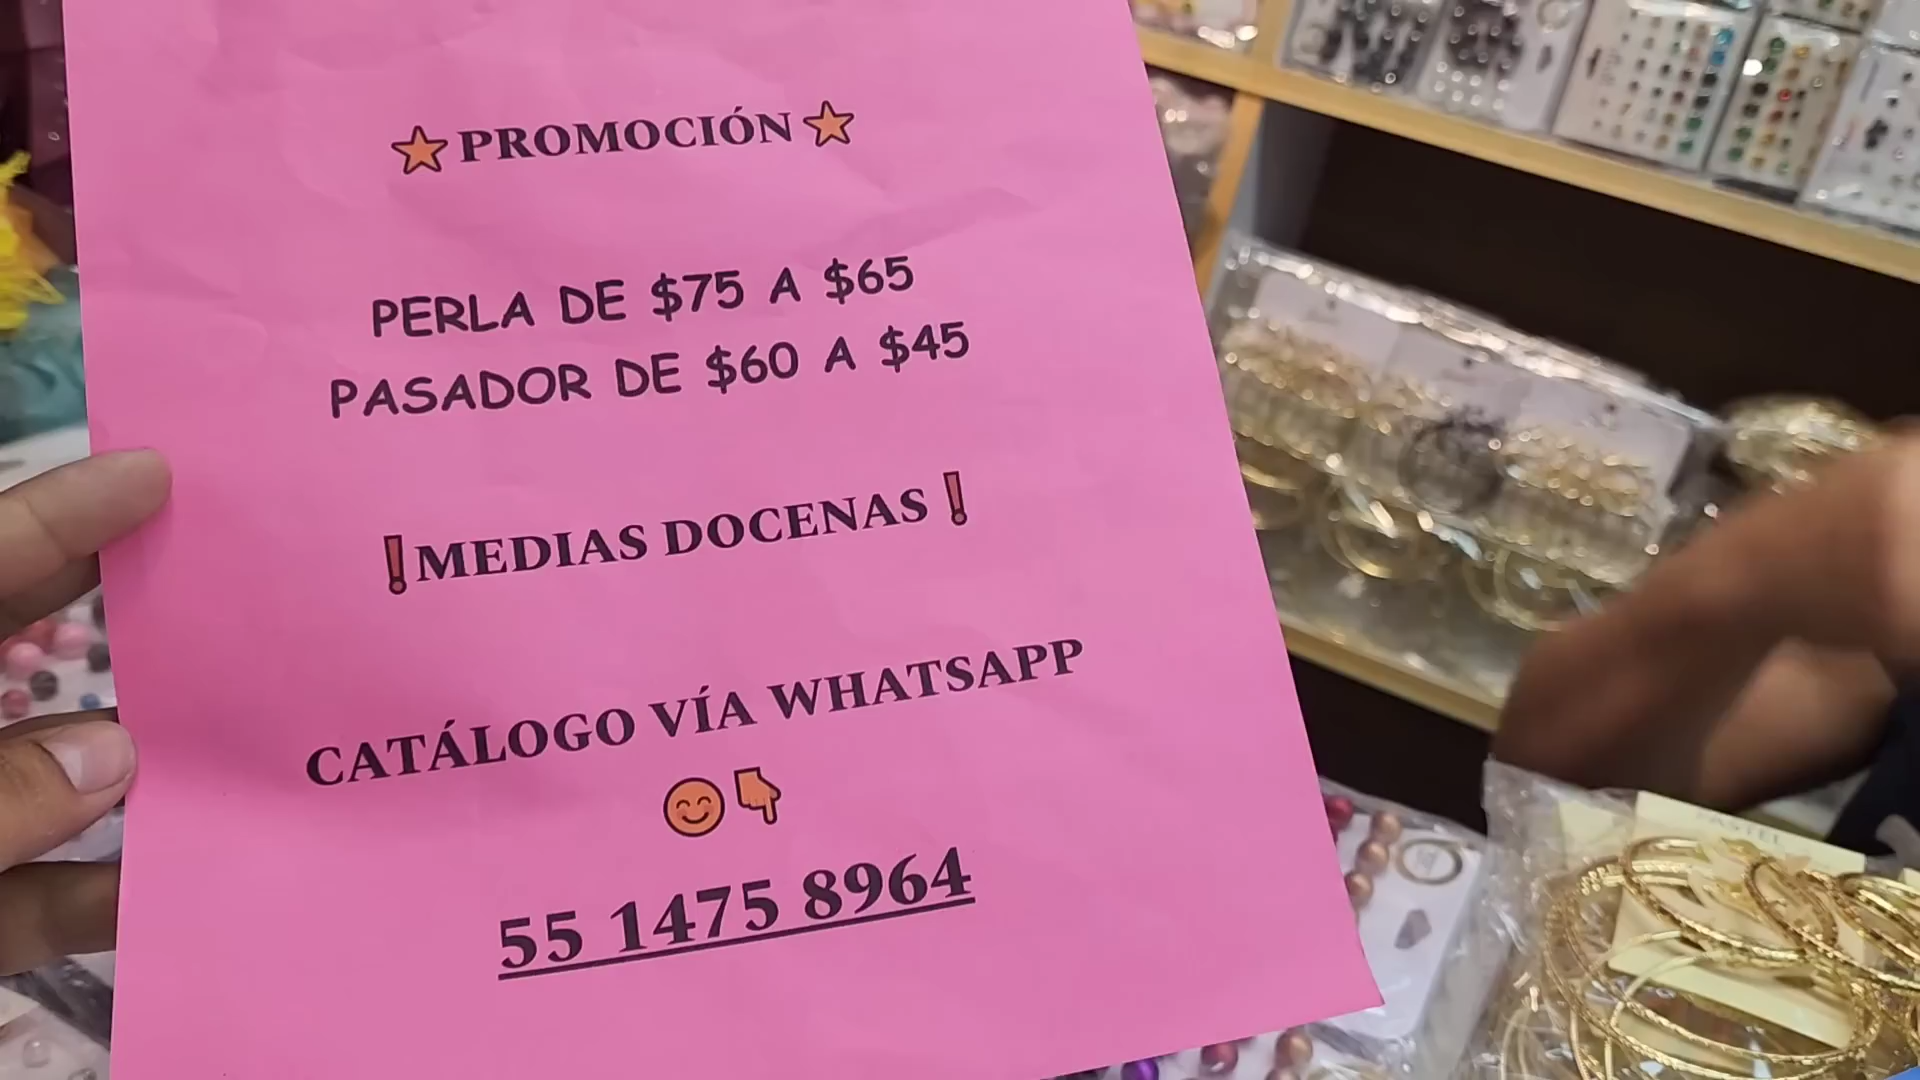 ⭐ PROMOCIÓN ⭐
PERLA DE $75 A $65
PASADOR DE $60 A $45
❗MEDIAS DOCENAS❗
CATÁLOGO VÍA WHATSAPP
😊👇
55 1475 8964